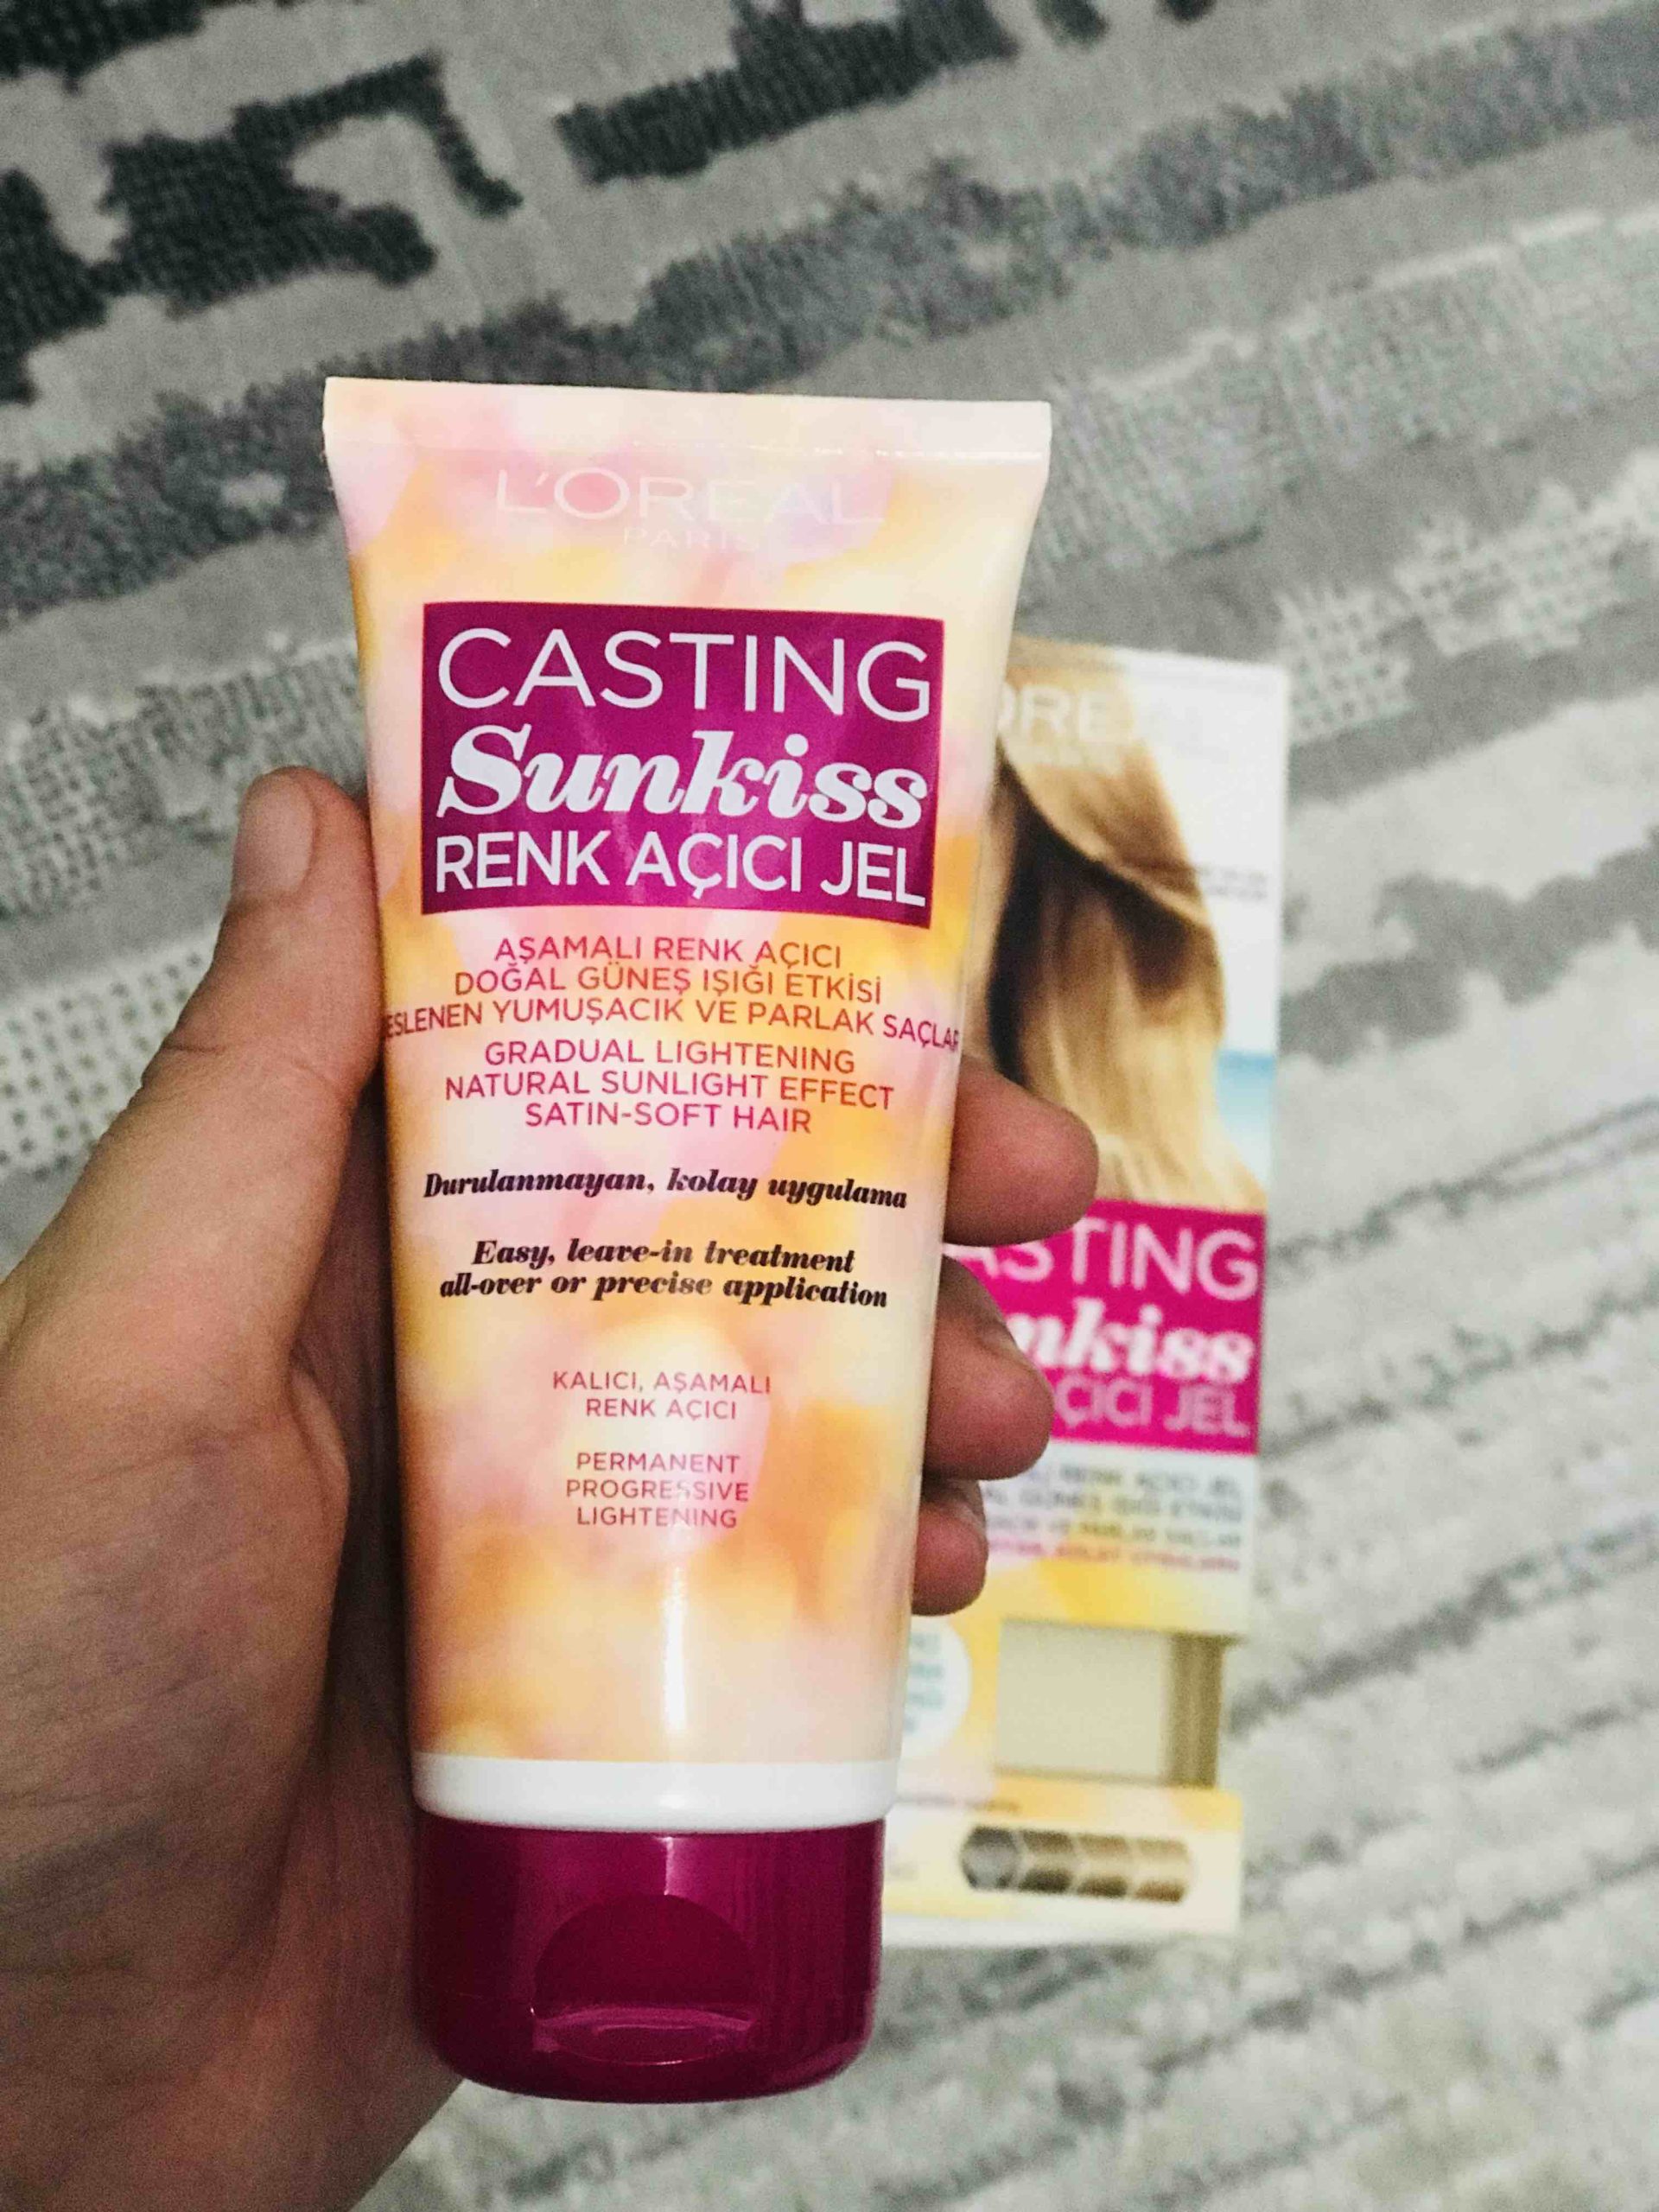 L'ORÉAL
PARIS
CASTING
Sunkiss
RENK AÇICI JEL
AŞAMALI RENK AÇICI
DOĞAL GÜNEŞ IŞIĞI ETKİSİ
ESLENEN YUMUŞACIK VE PARLAK SAÇLAR
GRADUAL LIGHTENING
NATURAL SUNLIGHT EFFECT
SATIN-SOFT HAIR
Durulanmayan, kolay uygulama
Easy, leave-in treatment
all-over or precise application
KALICI, AŞAMALI
RENK AÇICI
PERMANENT
PROGRESSIVE
LIGHTENING
ORE
ASTING
nkiss
ÇICI JEL